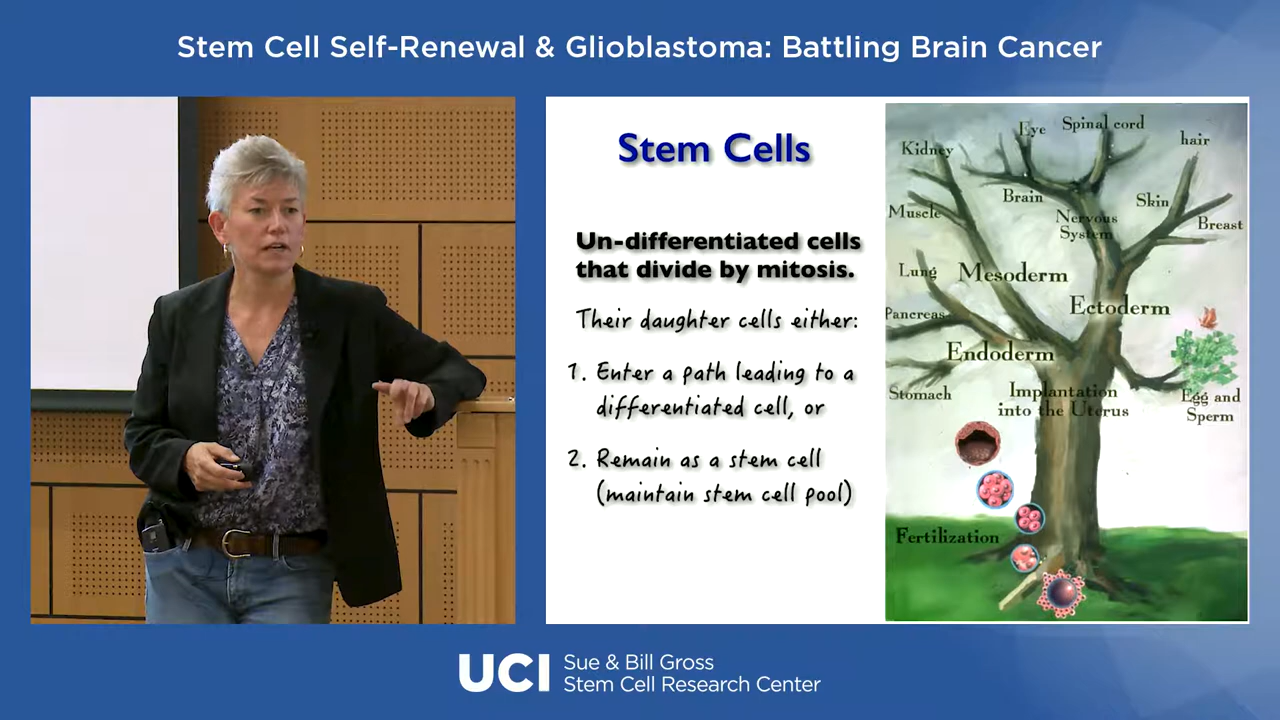 Stem Cell Self-Renewal & Glioblastoma: Battling Brain Cancer
Stem Cells
Un-differentiated cells
that divide by mitosis.
Their daughter cells either:
1. Enter a path leading to a
differentiated cell, or
2. Remain as a stem cell
(maintain stem cell pool)
Eye
Spinal cord
hair
Kidney
Brain
Skin
Muscle
Nervous
System
Breast
Lung
Mesoderm
Ectoderm
Pancreas
Endoderm
Stomach
Implantation
into the Uterus
Egg and
Sperm
Fertilization
UCI
Sue & Bill Gross
Stem Cell Research Center